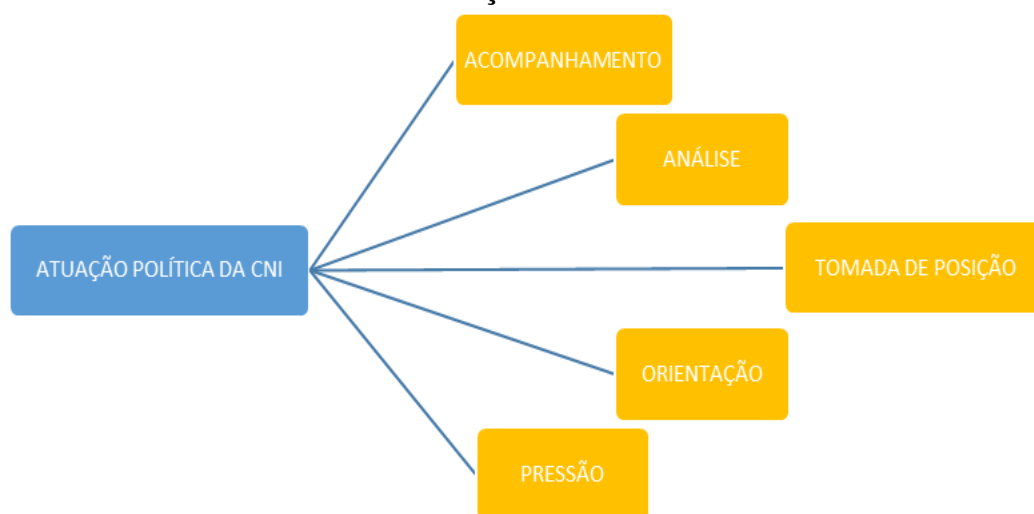 ACOMPANHAMENTO
ANÁLISE
ATUAÇÃO POLÍTICA DA CNI
TOMADA DE POSIÇÃO
ORIENTAÇÃO
PRESSÃO